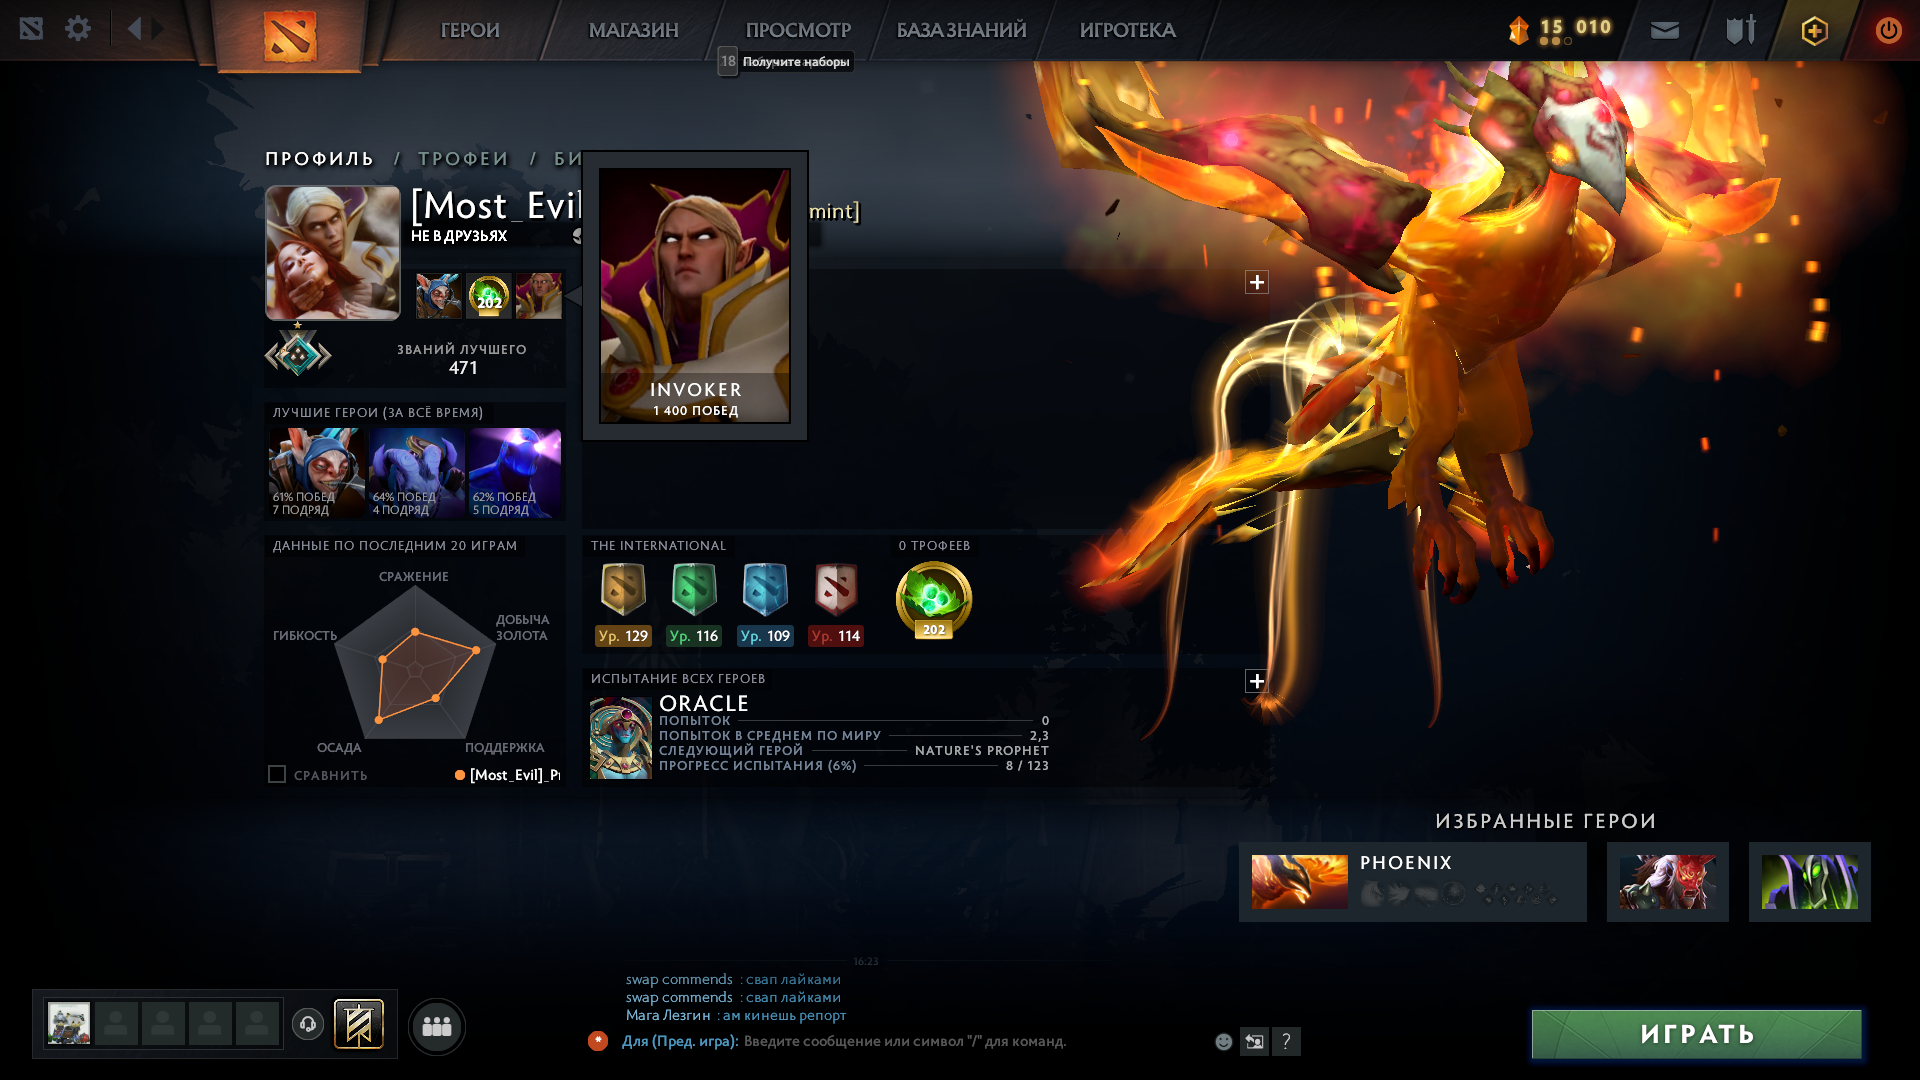 ГЕРОИ
МАГАЗИН
ПРОСМОТР
БАЗА ЗНАНИЙ
ИГРОТЕКА
15 010
18 Получите наборы
ПРОФИЛЬ / ТРОФЕИ / БИ
[Most_Evil
mint]
НЕ В ДРУЗЬЯХ
202
ЗВАНИЙ ЛУЧШЕГО
471
INVOKER
1 400 ПОБЕД
ЛУЧШИЕ ГЕРОИ (ЗА ВСЁ ВРЕМЯ)
61% ПОБЕД
7 ПОДРЯД
64% ПОБЕД
4 ПОДРЯД
62% ПОБЕД
5 ПОДРЯД
ДАННЫЕ ПО ПОСЛЕДНИМ 20 ИГРАМ
СРАЖЕНИЕ
ДОБЫЧА
ЗОЛОТА
ГИБКОСТЬ
ОСАДА
ПОДДЕРЖКА
СРАВНИТЬ
[Most_Evil]_Pr
THE INTERNATIONAL
Ур. 129
Ур. 116
Ур. 109
Ур. 114
0 ТРОФЕЕВ
202
ИСПЫТАНИЕ ВСЕХ ГЕРОЕВ
ORACLE
ПОПЫТОК 0
ПОПЫТОК В СРЕДНЕМ ПО МИРУ 2,3
СЛЕДУЮЩИЙ ГЕРОЙ NATURE'S PROPHET
ПРОГРЕСС ИСПЫТАНИЯ (6%) 8 / 123
ИЗБРАННЫЕ ГЕРОИ
PHOENIX
16:23
swap commends : свап лайками
swap commends : свап лайками
Мага Лезгин : ам кинешь репорт
Для (Пред. игра): Введите сообщение или символ "/" для команд.
?
ИГРАТЬ